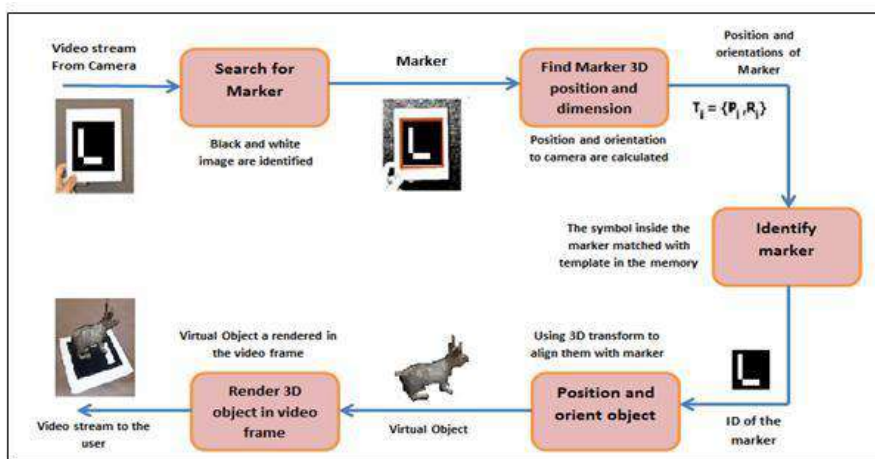 Video stream
From Camera
Search for
Marker
Black and white
image are identified
Marker
Find Marker 3D
position and
dimension
Position and orientation
to camera are calculated
Position and
orientations of
Marker
T_i = {P_i ,R_i}
The symbol inside the
marker matched with
template in the memory
Identify
marker
ID of the
marker
Using 3D transform to
align them with marker
Position and
orient object
Virtual Object
Virtual Object a rendered in
the video frame
Render 3D
object in video
frame
Video stream to the
user